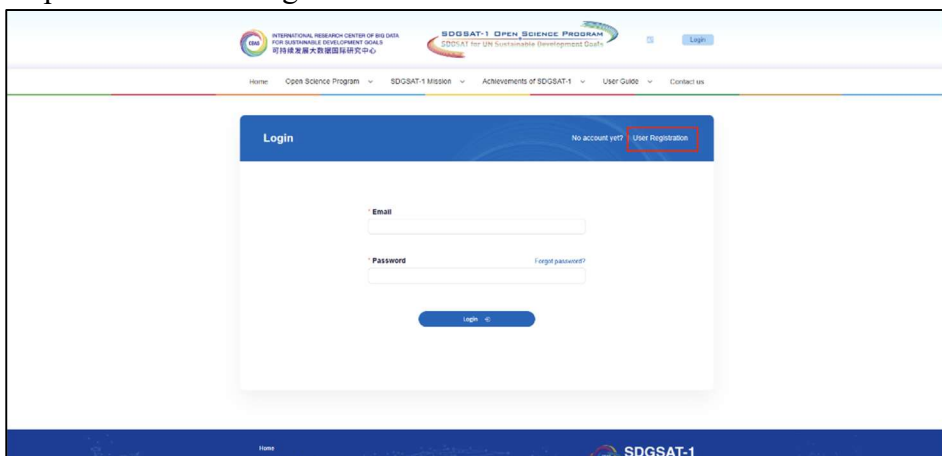 INTERNATIONAL RESEARCH CENTER OF BIG DATA
FOR SUSTAINABLE DEVELOPMENT GOALS
可持续发展大数据国际研究中心
CBAS
SDGSAT-1 OPEN SCIENCE PROGRAM
SDGSAT for UN Sustainable Development Goals
Login
Home Open Science Program SDGSAT-1 Mission Achievements of SDGSAT-1 User Guide Contact us
Login No account yet? User Registration
* Email
* Password Forgot password?
Login
Home
SDGSAT-1